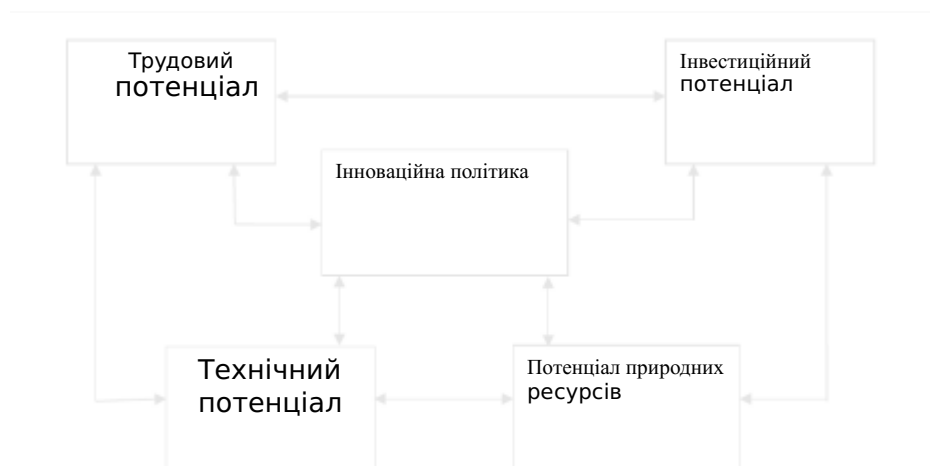 Трудовий
потенціал
Інвестиційний
потенціал
Інноваційна політика
Технічний
потенціал
Потенціал природних
ресурсів